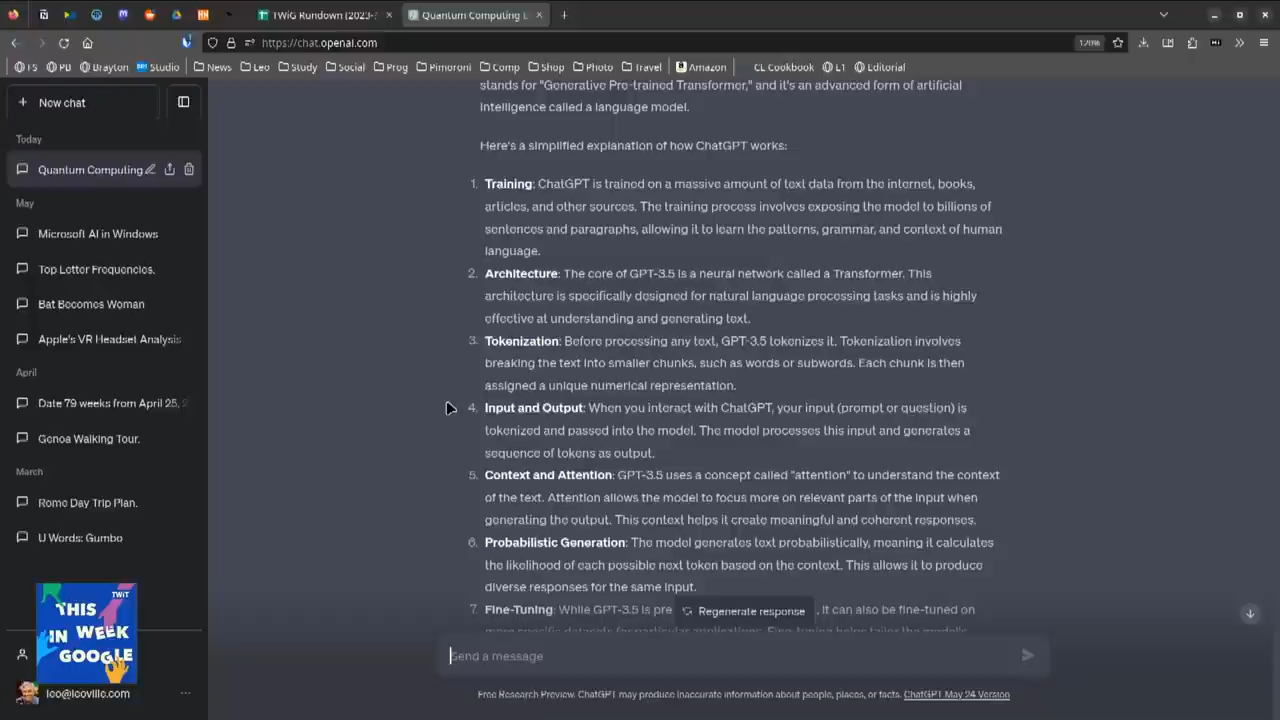 TWiG Rundown (2023-7
Quantum Computing E
https://chat.openai.com
120%
FS
PB
Brayton
Studio
News
Leo
Study
Social
Prog
Pimoroni
Comp
Shop
Photo
Travel
Amazon
CL Cookbook
L1
Editorial
New chat
Today
Quantum Computing
May
Microsoft AI in Windows
Top Letter Frequencies.
Bat Becomes Woman
Apple's VR Headset Analysis
April
Date 79 weeks from April 25, 2
Genoa Walking Tour.
March
Rome Day Trip Plan.
U Words: Gumbo
TWiT
THIS
IN WEEK
GOOGLE
leo@leoville.com
stands for "Generative Pre-trained Transformer," and it's an advanced form of artificial
intelligence called a language model.
Here's a simplified explanation of how ChatGPT works:
1. Training: ChatGPT is trained on a massive amount of text data from the internet, books,
articles, and other sources. The training process involves exposing the model to billions of
sentences and paragraphs, allowing it to learn the patterns, grammar, and context of human
language.
2. Architecture: The core of GPT-3.5 is a neural network called a Transformer. This
architecture is specifically designed for natural language processing tasks and is highly
effective at understanding and generating text.
3. Tokenization: Before processing any text, GPT-3.5 tokenizes it. Tokenization involves
breaking the text into smaller chunks, such as words or subwords. Each chunk is then
assigned a unique numerical representation.
4. Input and Output: When you interact with ChatGPT, your input (prompt or question) is
tokenized and passed into the model. The model processes this input and generates a
sequence of tokens as output.
5. Context and Attention: GPT-3.5 uses a concept called "attention" to understand the context
of the text. Attention allows the model to focus more on relevant parts of the input when
generating the output. This context helps it create meaningful and coherent responses.
6. Probabilistic Generation: The model generates text probabilistically, meaning it calculates
the likelihood of each possible next token based on the context. This allows it to produce
diverse responses for the same input.
7. Fine-Tuning: While GPT-3.5 is pre
Regenerate response
. It can also be fine-tuned on
more specific datasets for particular applications. Fine-tuning helps tailor the model's
Send a message
Free Research Preview. ChatGPT may produce inaccurate information about people, places, or facts. ChatGPT May 24 Version